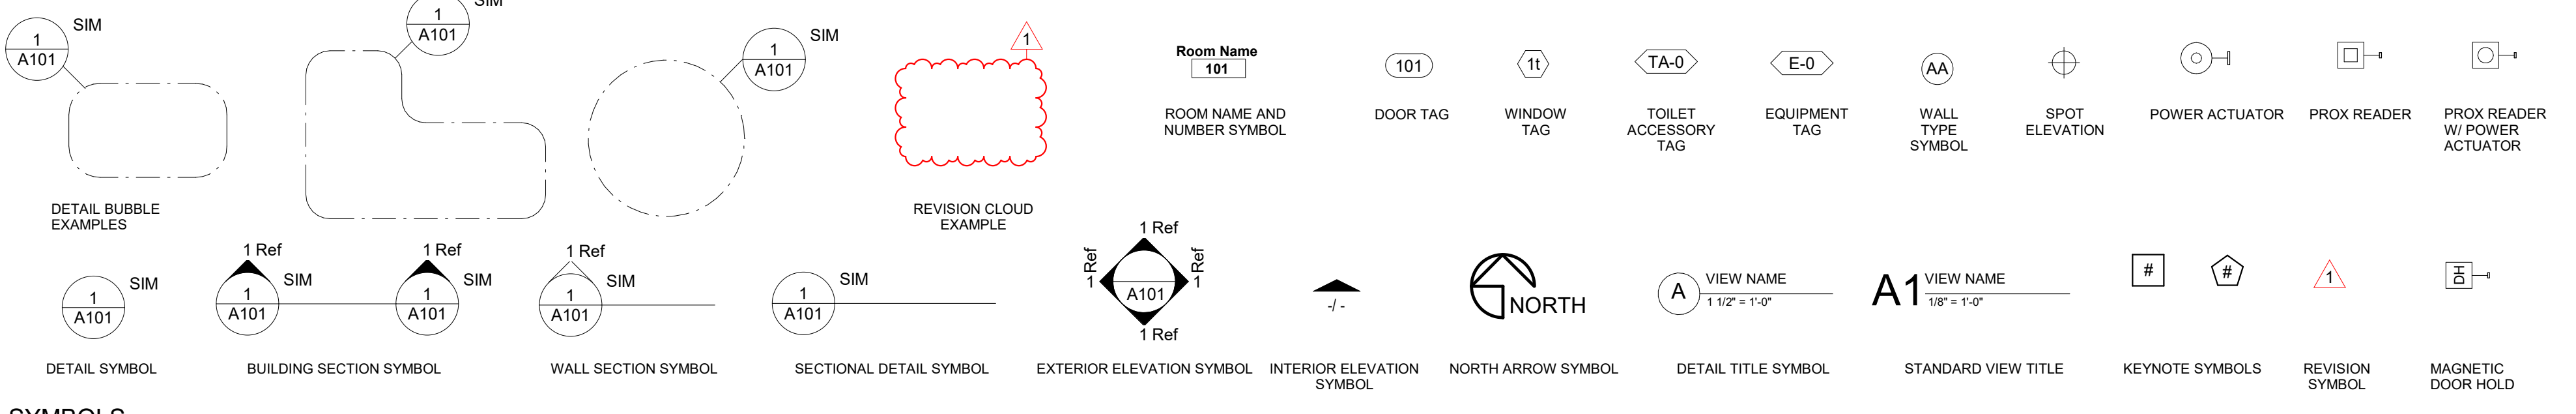 SIM
1
A101
DETAIL BUBBLE
EXAMPLES
SIM
1
A101
SIM
1
A101
1
REVISION CLOUD
EXAMPLE
Room Name
101
ROOM NAME AND
NUMBER SYMBOL
101
DOOR TAG
1t
WINDOW
TAG
TA-0
TOILET
ACCESSORY
TAG
E-0
EQUIPMENT
TAG
AA
WALL
TYPE
SYMBOL
SPOT
ELEVATION
POWER ACTUATOR
PROX READER
PROX READER
W/ POWER
ACTUATOR
1
A101
SIM
DETAIL SYMBOL
1 Ref
SIM
1
A101
1 Ref
SIM
1
A101
BUILDING SECTION SYMBOL
1 Ref
SIM
1
A101
WALL SECTION SYMBOL
SIM
1
A101
SECTIONAL DETAIL SYMBOL
1 Ref
1 Ref
A101
1 Ref
1 Ref
EXTERIOR ELEVATION SYMBOL
-/ -
INTERIOR ELEVATION
SYMBOL
NORTH
NORTH ARROW SYMBOL
A
VIEW NAME
1 1/2" = 1'-0"
DETAIL TITLE SYMBOL
A1
VIEW NAME
1/8" = 1'-0"
STANDARD VIEW TITLE
#
#
KEYNOTE SYMBOLS
1
REVISION
SYMBOL
DH
MAGNETIC
DOOR HOLD
SYMBOLS